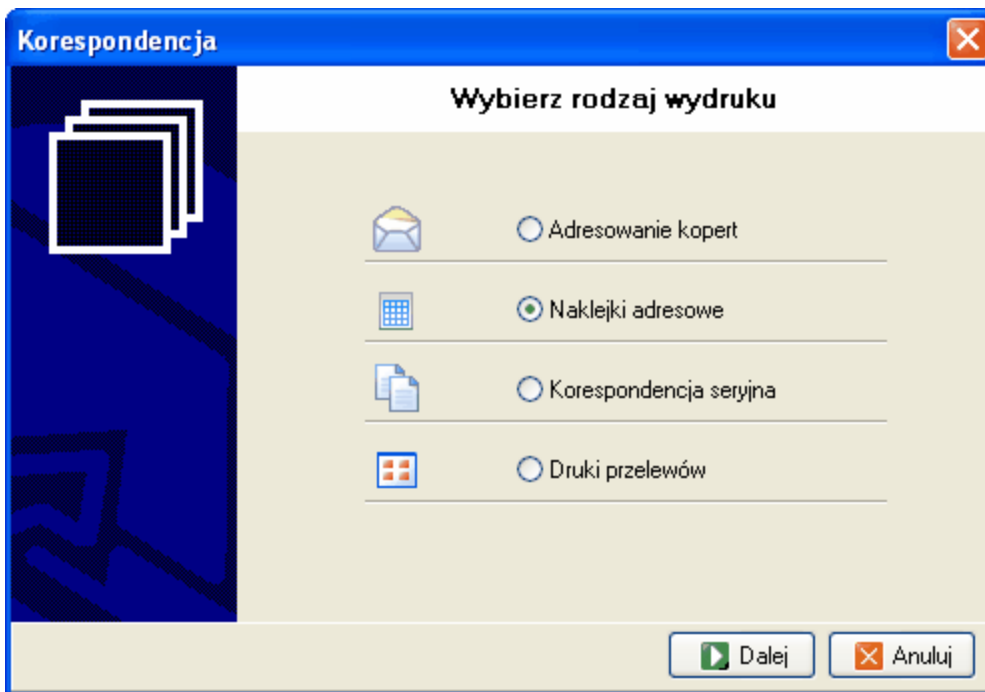 Korespondencja
Wybierz rodzaj wydruku
Adresowanie kopert
Naklejki adresowe
Korespondencja seryjna
Druki przelewów
Dalej
Anuluj